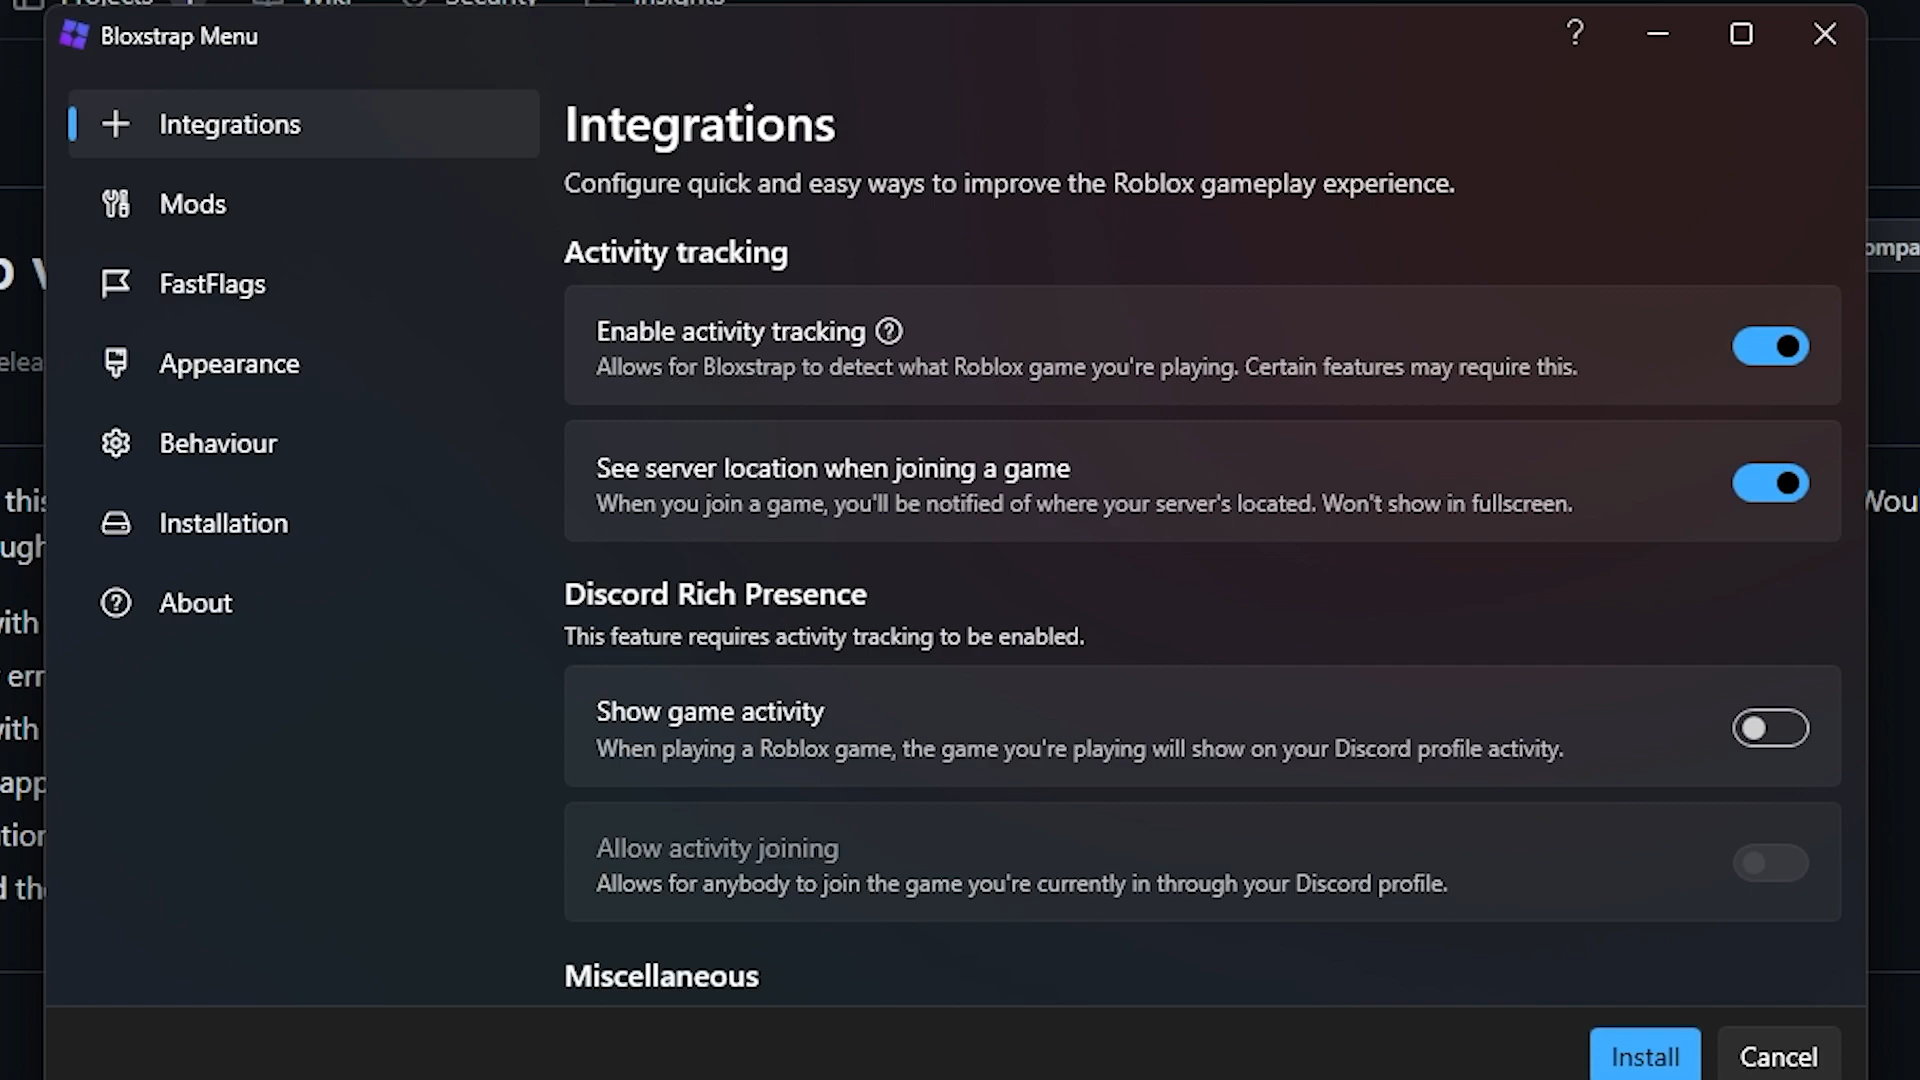 Projects
Wiki
Security
Insights
Bloxstrap Menu
Integrations
Mods
FastFlags
Appearance
Behaviour
Installation
About
Integrations
Configure quick and easy ways to improve the Roblox gameplay experience.
Activity tracking
Enable activity tracking
Allows for Bloxstrap to detect what Roblox game you're playing. Certain features may require this.
See server location when joining a game
When you join a game, you'll be notified of where your server's located. Won't show in fullscreen.
Discord Rich Presence
This feature requires activity tracking to be enabled.
Show game activity
When playing a Roblox game, the game you're playing will show on your Discord profile activity.
Allow activity joining
Allows for anybody to join the game you're currently in through your Discord profile.
Miscellaneous
Install Cancel